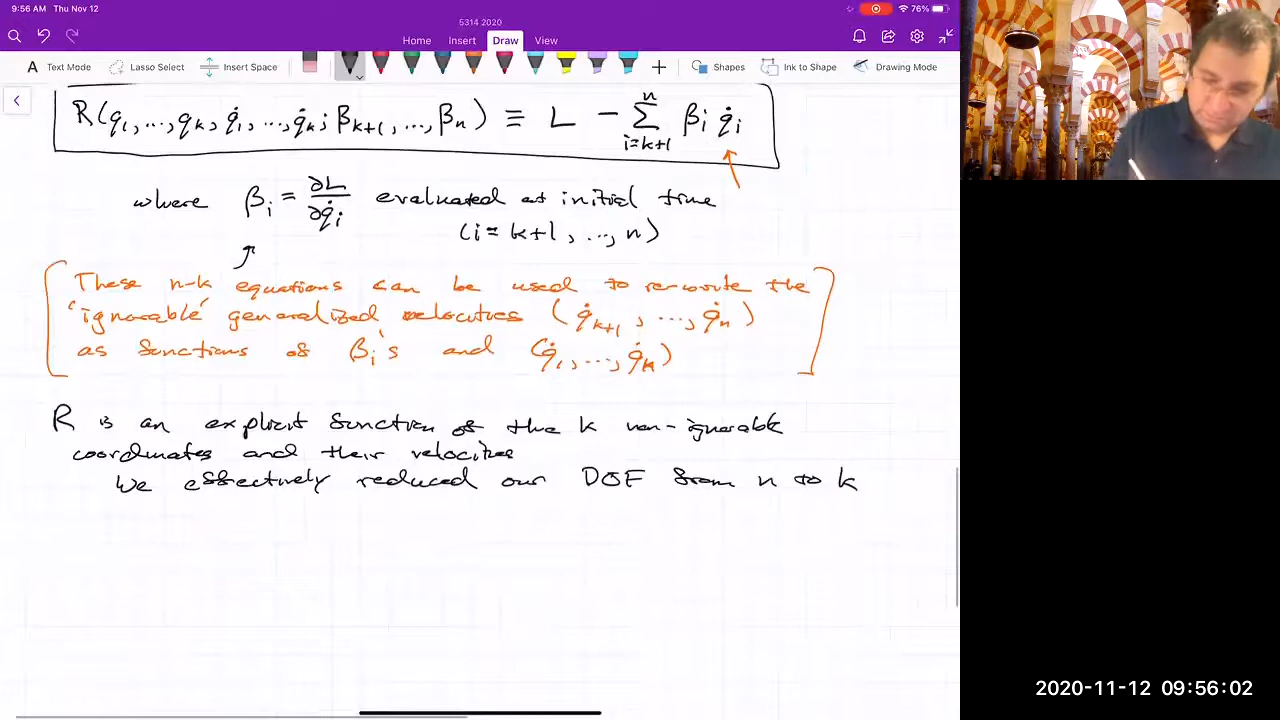 9:56 AM Thu Nov 12
76%
5314 2020
Home Insert Draw View
Text Mode Lasso Select Insert Space Shapes Ink to Shape Drawing Mode
R(q₁, ..., qₖ, q̇₁, ..., q̇ₖ; βₖ₊₁, ..., βₙ) ≡ L − Σⁿᵢ₌ₖ₊₁ βᵢ q̇ᵢ
where βᵢ = ∂L/∂q̇ᵢ evaluated at initial time
(i = k+1, ..., n)
These n-k equations can be used to re-write the
'ignorable' generalized velocities (q̇ₖ₊₁, ..., q̇ₙ)
as functions of βᵢ's and (q̇₁, ..., q̇ₖ)
R is an explicit function of the k non-ignorable
coordinates and their velocities
We effectively reduced our DOF from n to k
2020-11-12 09:56:02